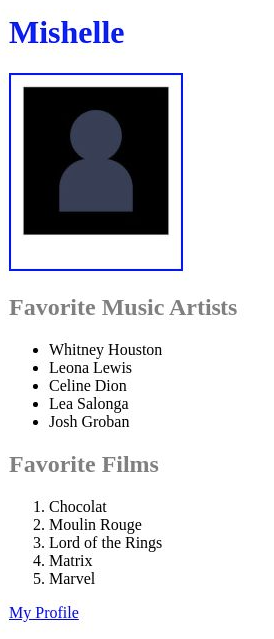 Mishelle
Favorite Music Artists
Whitney Houston
Leona Lewis
Celine Dion
Lea Salonga
Josh Groban
Favorite Films
1. Chocolat
2. Moulin Rouge
3. Lord of the Rings
4. Matrix
5. Marvel
My Profile